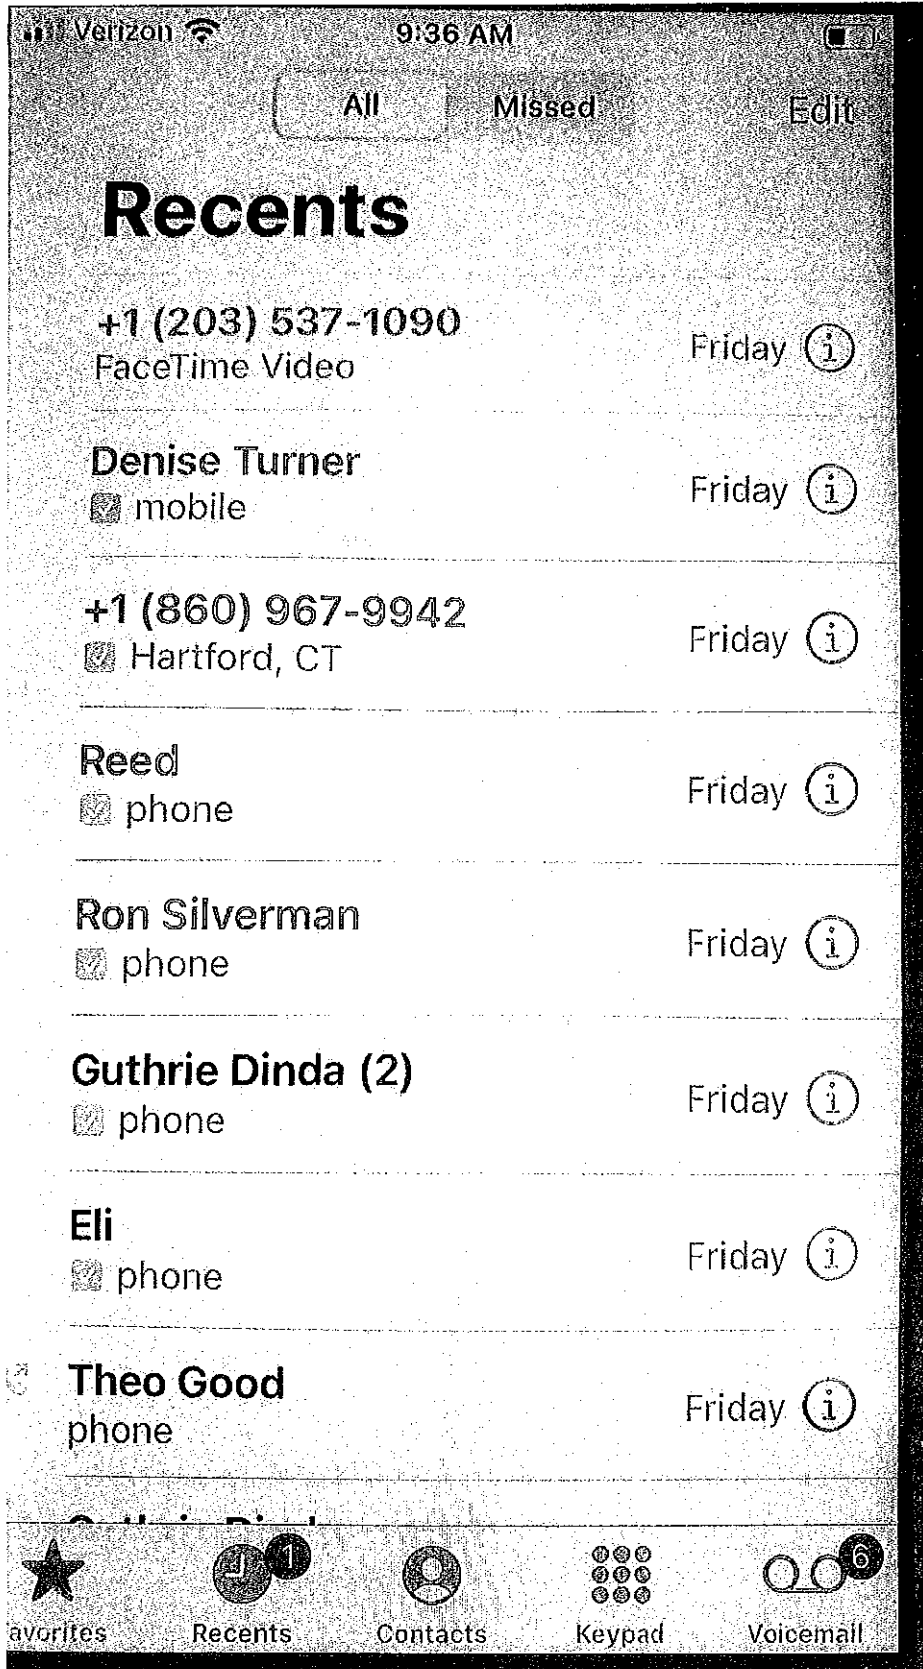 Verizon 9:36 AM
All Missed Edit
Recents
+1 (203) 537-1090
FaceTime Video
Friday
Denise Turner
mobile
Friday
+1 (860) 967-9942
Hartford, CT
Friday
Reed
phone
Friday
Ron Silverman
phone
Friday
Guthrie Dinda (2)
phone
Friday
Eli
phone
Friday
Theo Good
phone
Friday
1 6
avorites Recents Contacts Keypad Voicemail